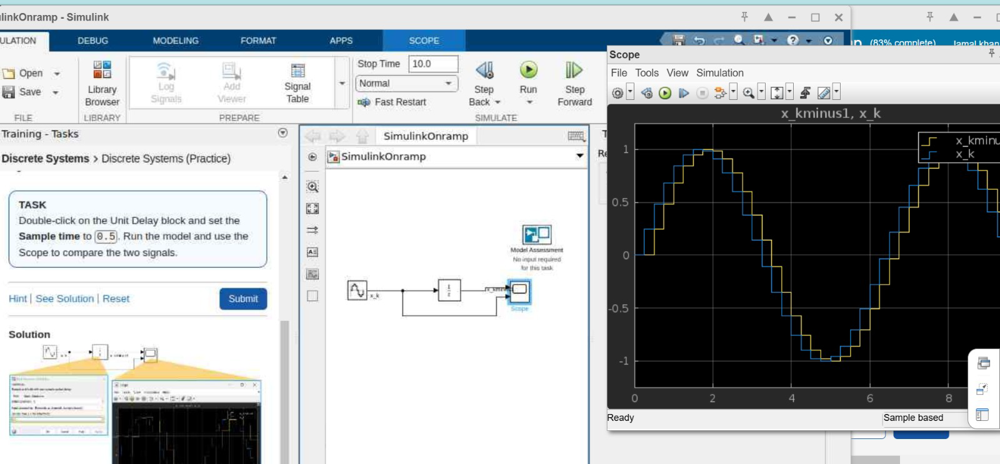 linkOnramp - Simulink
ULATION DEBUG MODELING FORMAT APPS SCOPE
(83% complete) Jamal khan
Open
Save
FILE
Library
Browser
LIBRARY
Log
Signals
Add
Viewer
Signal
Table
PREPARE
Stop Time 10.0
Normal
Fast Restart
Step
Back
Run
Step
Forward
SIMULATE
Training - Tasks
Discrete Systems > Discrete Systems (Practice)
TASK
Double-click on the Unit Delay block and set the
Sample time to 0.5. Run the model and use the
Scope to compare the two signals.
Hint | See Solution | Reset
Submit
Solution
SimulinkOnramp
SimulinkOnramp
Model Assessment
No input required
for this task
x_k
Scope
Scope
File Tools View Simulation
x_kminus1, x_k
x_kminu
x_k
1
0.5
0
-0.5
-1
0 2 4 6 8
Ready
Sample based